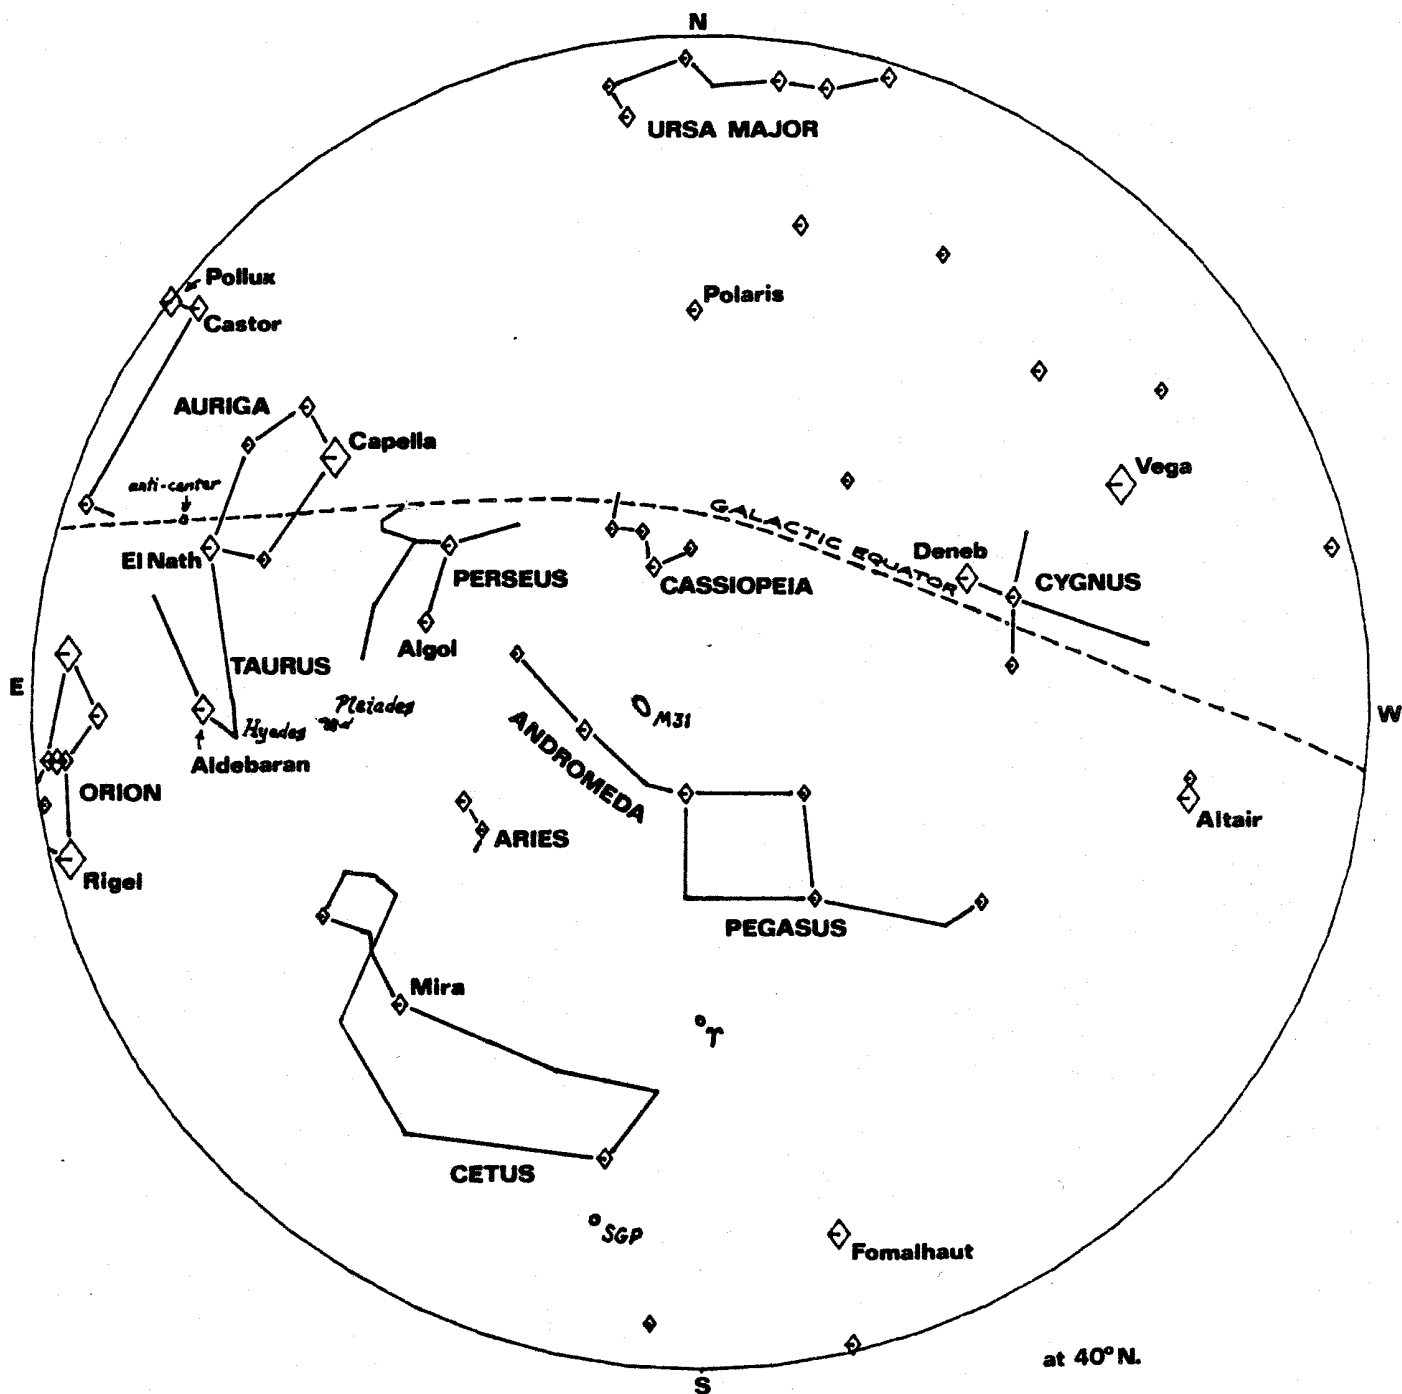 N
URSA MAJOR
Pollux
Castor
Polaris
AURIGA
Capella
anti-center
Vega
GALACTIC EQUATOR
El Nath
PERSEUS
CASSIOPEIA
Deneb
CYGNUS
Algol
TAURUS
E
Pleiades
M31
W
Hyades
ANDROMEDA
Aldebaran
ORION
ARIES
Altair
Rigel
PEGASUS
Mira
♈
CETUS
SGP
Fomalhaut
at 40° N.
S